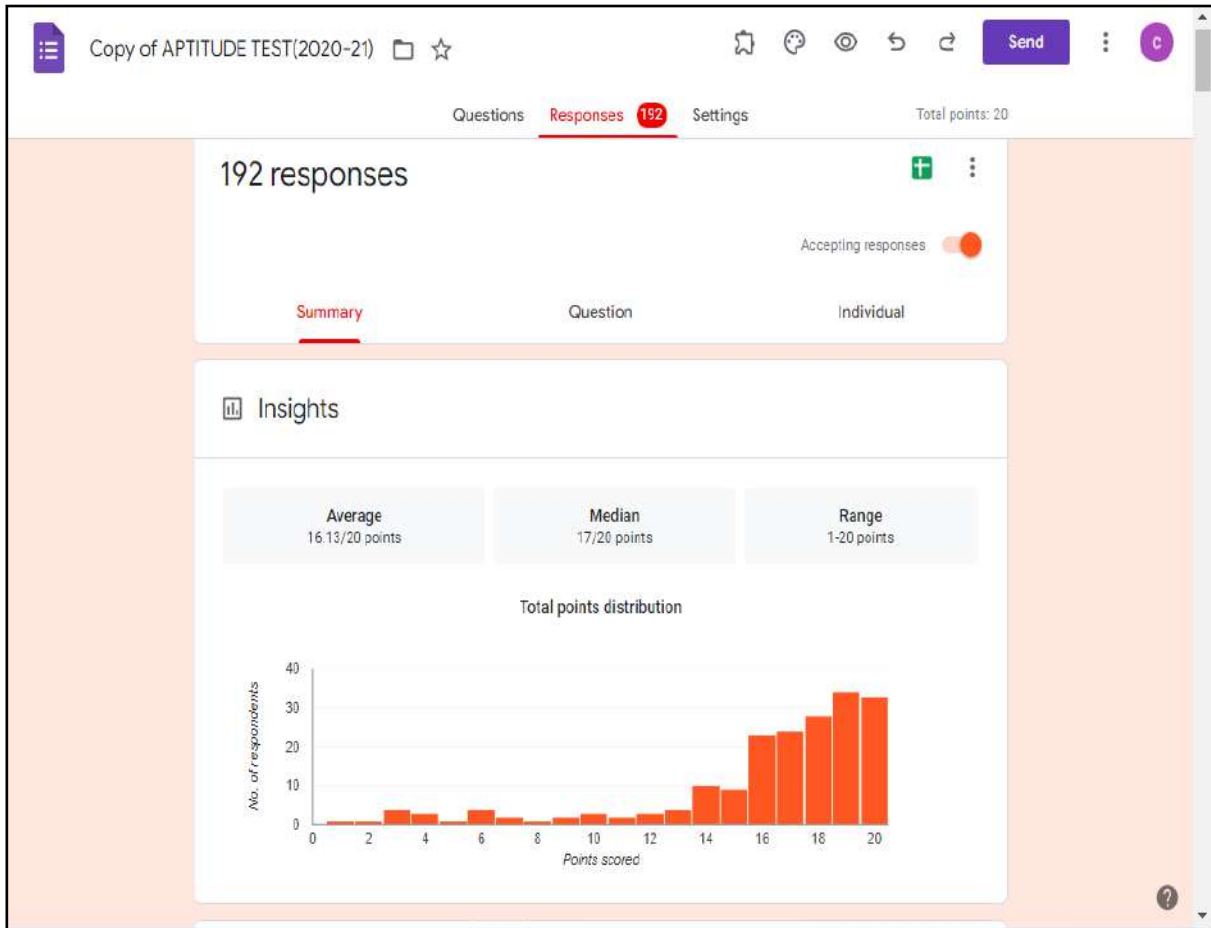 Copy of APTITUDE TEST(2020-21)
Send
C
Questions Responses 192 Settings
Total points: 20
192 responses
Accepting responses
Summary Question Individual
Insights
Average Median Range
16.13/20 points 17/20 points 1-20 points
Total points distribution
No. of respondents
40
30
20
10
0
0 2 4 6 8 10 12 14 16 18 20
Points scored